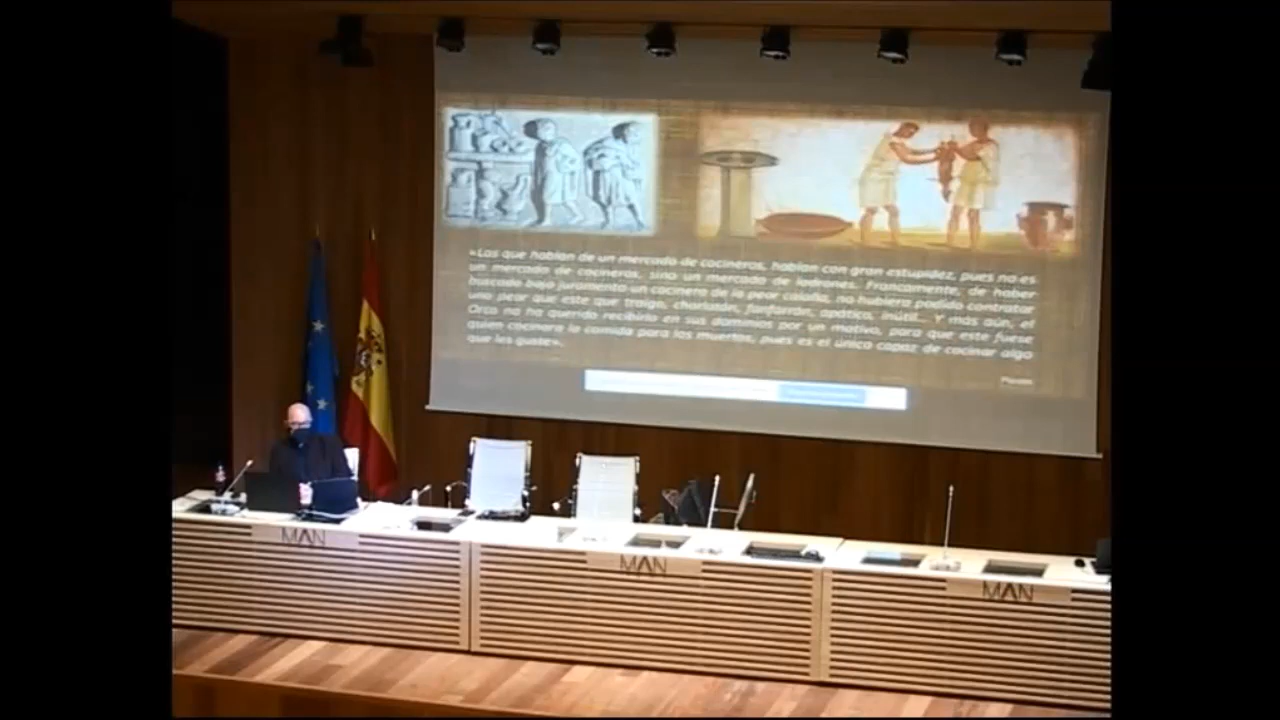 «Los que hablan de un mercado de cocineros, hablan con gran estupidez, pues no es
un mercado de cocineros, sino un mercado de ladrones. Francamente, de haber
buscado bajo juramento un cocinero de la peor casaña, no hubiera podido contratar
uno peor que este que traigo, charlatán, fanfarrón, apático, inútil... Y más aún, el
Orco no ha querido recibirlo en sus dominios por un motivo, para que este fuese
quien cocinara la comida para los muertos, pues es el único capaz de cocinar algo
que les guste».
Plauto
MAN
MAN
MAN